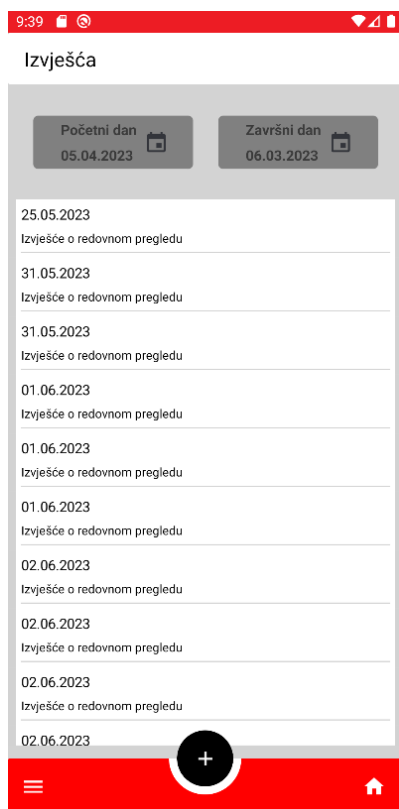 9:39
Izvješća
Početni dan
05.04.2023
Završni dan
06.03.2023
25.05.2023
Izvješće o redovnom pregledu
31.05.2023
Izvješće o redovnom pregledu
31.05.2023
Izvješće o redovnom pregledu
01.06.2023
Izvješće o redovnom pregledu
01.06.2023
Izvješće o redovnom pregledu
01.06.2023
Izvješće o redovnom pregledu
02.06.2023
Izvješće o redovnom pregledu
02.06.2023
Izvješće o redovnom pregledu
02.06.2023
Izvješće o redovnom pregledu
02.06.2023
+